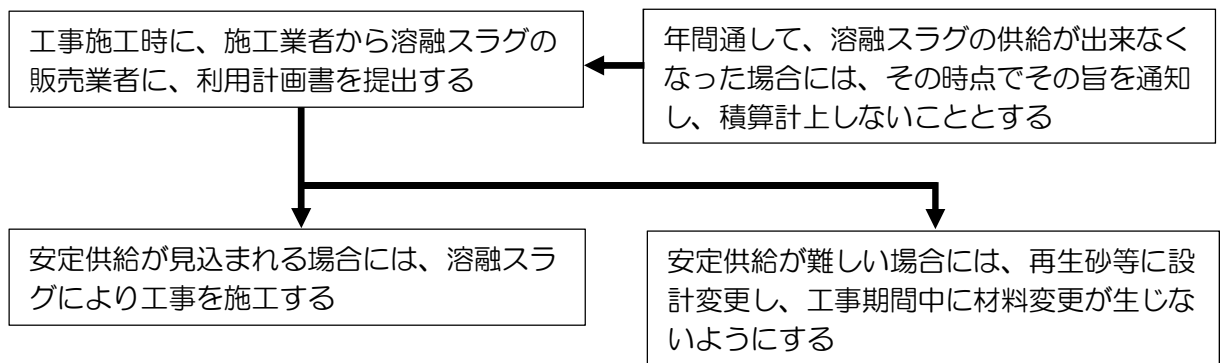 工事施工時に、施工業者から溶融スラグの
販売業者に、利用計画書を提出する
年間通して、溶融スラグの供給が出来なく
なった場合には、その時点でその旨を通知
し、積算計上しないこととする
安定供給が見込まれる場合には、溶融スラ
グにより工事を施工する
安定供給が難しい場合には、再生砂等に設
計変更し、工事期間中に材料変更が生じな
いようにする